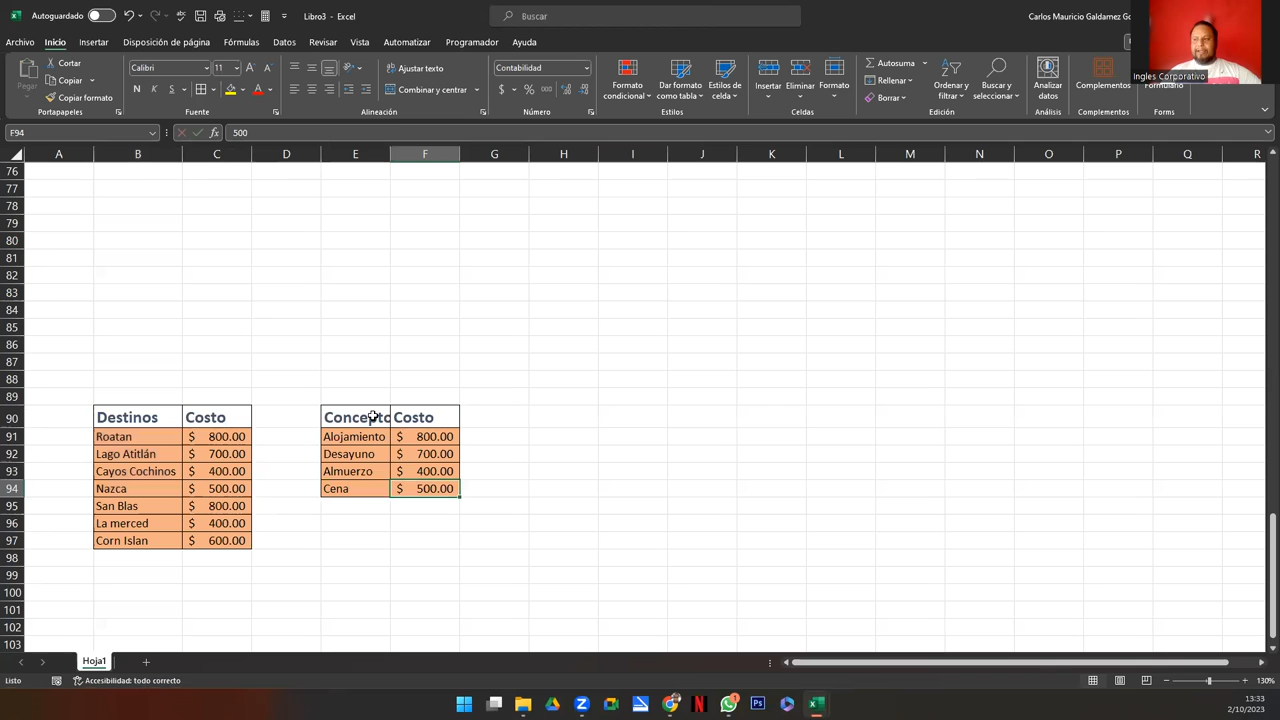 Autoguardado
Libro3 - Excel
Buscar
Carlos Mauricio Galdamez Go
Archivo Inicio Insertar Disposición de página Fórmulas Datos Revisar Vista Automatizar Programador Ayuda
Pegar
Cortar
Copiar
Copiar formato
Portapapeles
Calibri 11
N K S
Fuente
Ajustar texto
Combinar y centrar
Alineación
Contabilidad
$ % 000
Número
Formato condicional
Dar formato como tabla
Estilos de celda
Estilos
Insertar Eliminar Formato
Celdas
Autosuma
Rellenar
Borrar
Ordenar y filtrar
Buscar y seleccionar
Edición
Analizar datos
Análisis
Complementos
Complementos
Formulario
Forms
Ingles Corporativo
F94 fx 500
A B C D E F G H I J K L M N O P Q R
76
77
78
79
80
81
82
83
84
85
86
87
88
89
90 Destinos Costo Concepto Costo
91 Roatan $ 800.00 Alojamiento $ 800.00
92 Lago Atitlán $ 700.00 Desayuno $ 700.00
93 Cayos Cochinos $ 400.00 Almuerzo $ 400.00
94 Nazca $ 500.00 Cena $ 500.00
95 San Blas $ 800.00
96 La merced $ 400.00
97 Corn Islan $ 600.00
98
99
100
101
102
103
Hoja1
Listo
Accesibilidad: todo correcto
130%
13:33
2/10/2023